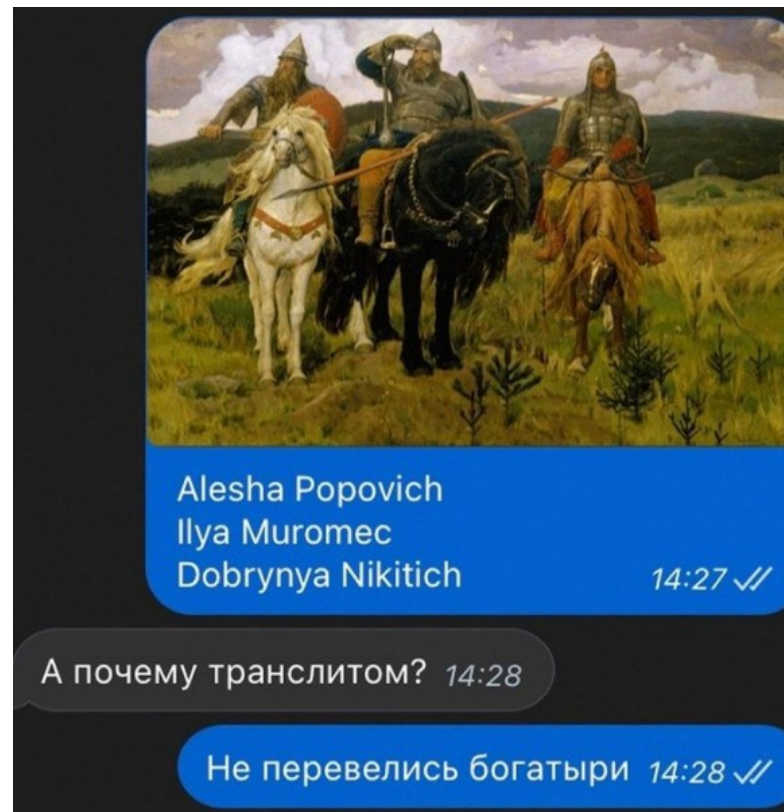 Alesha Popovich
Ilya Muromec
Dobrynya Nikitich 14:27
А почему транслитом? 14:28
Не перевелись богатыри 14:28